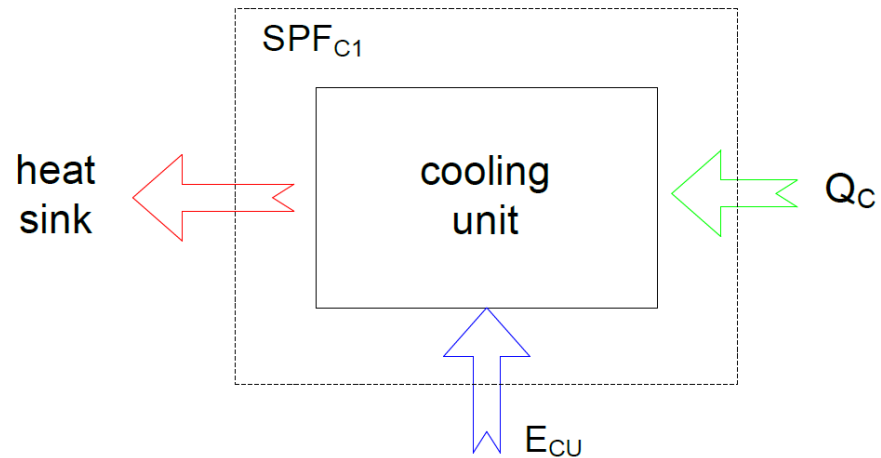 SPFC1
heat
sink
cooling
unit
QC
ECU